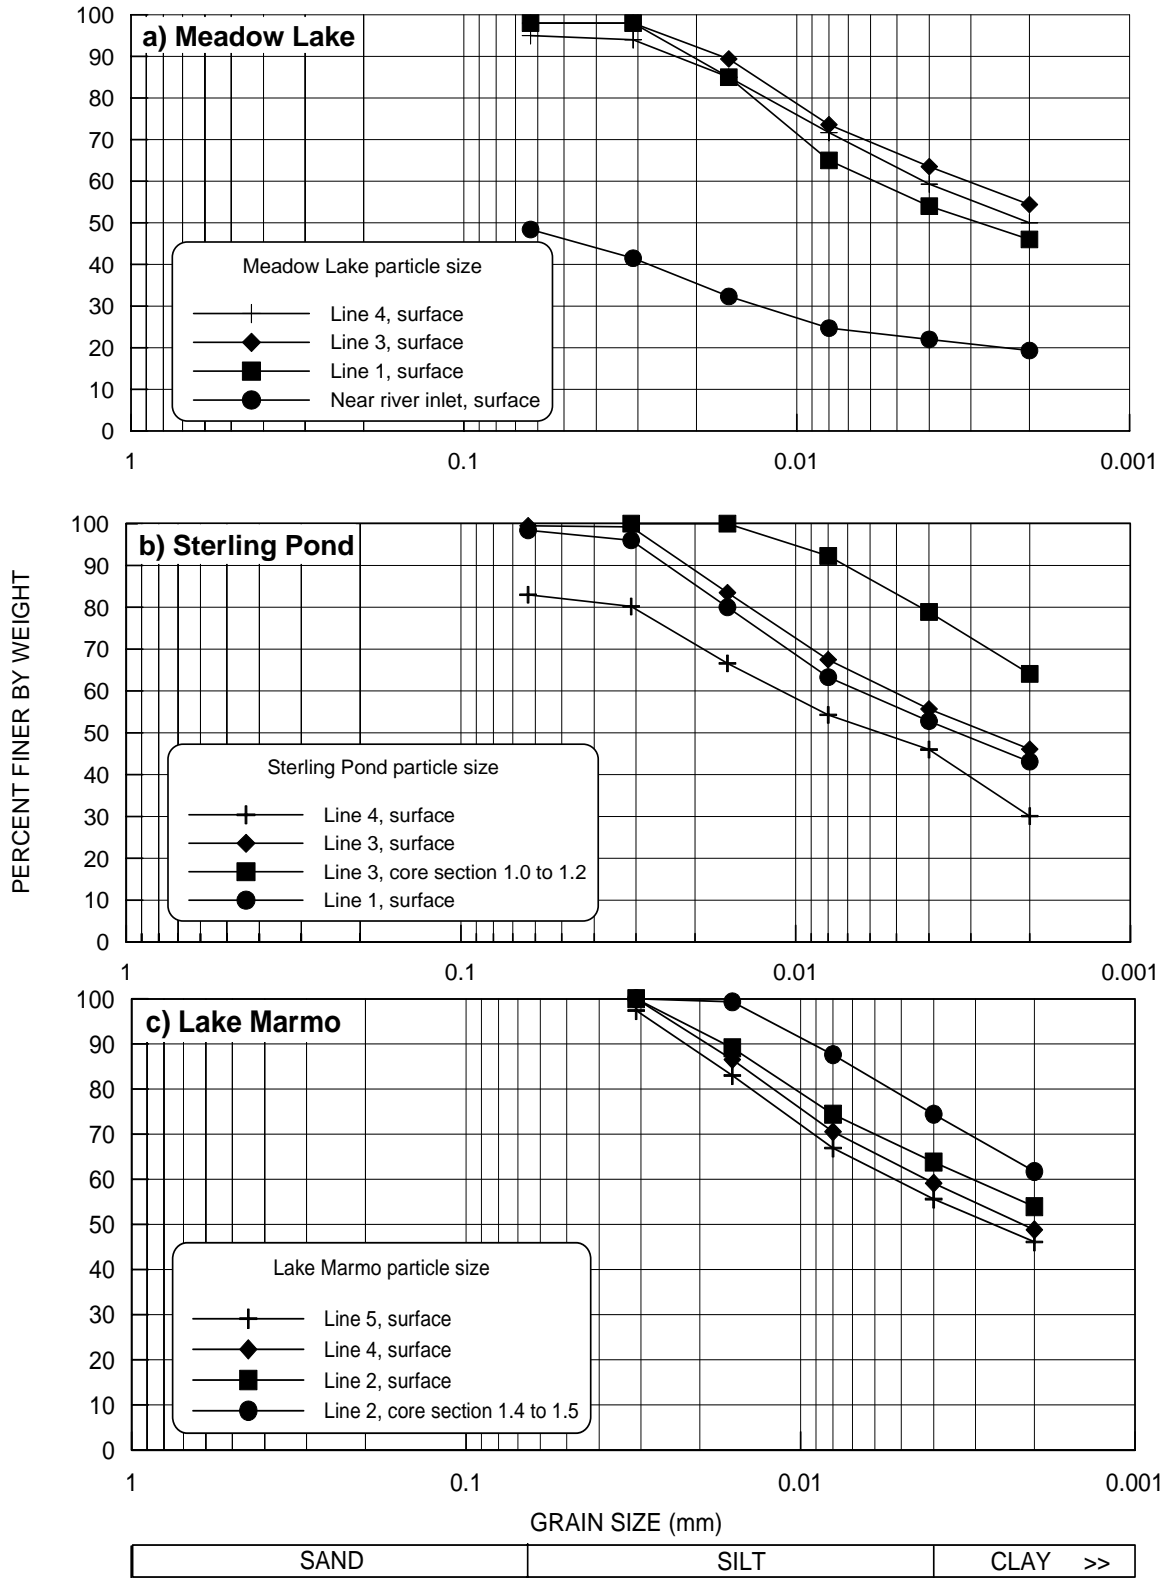 a) Meadow Lake
100
90
80
70
60
50
40
30
20
10
0
Meadow Lake particle size
Line 4, surface
Line 3, surface
Line 1, surface
Near river inlet, surface
1 0.1 0.01 0.001
PERCENT FINER BY WEIGHT
b) Sterling Pond
100
90
80
70
60
50
40
30
20
10
0
Sterling Pond particle size
Line 4, surface
Line 3, surface
Line 3, core section 1.0 to 1.2
Line 1, surface
1 0.1 0.01 0.001
c) Lake Marmo
100
90
80
70
60
50
40
30
20
10
0
Lake Marmo particle size
Line 5, surface
Line 4, surface
Line 2, surface
Line 2, core section 1.4 to 1.5
1 0.1 0.01 0.001
GRAIN SIZE (mm)
SAND SILT CLAY >>